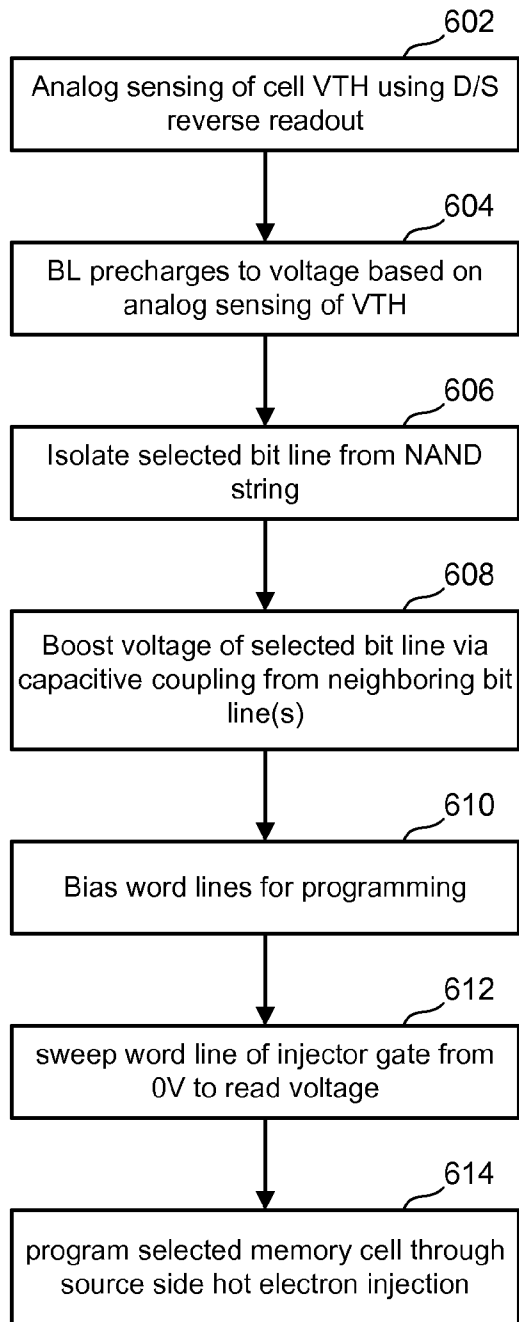 602
Analog sensing of cell VTH using D/S
reverse readout
604
BL precharges to voltage based on
analog sensing of VTH
606
Isolate selected bit line from NAND
string
608
Boost voltage of selected bit line via
capacitive coupling from neighboring bit
line(s)
610
Bias word lines for programming
612
sweep word line of injector gate from
0V to read voltage
614
program selected memory cell through
source side hot electron injection